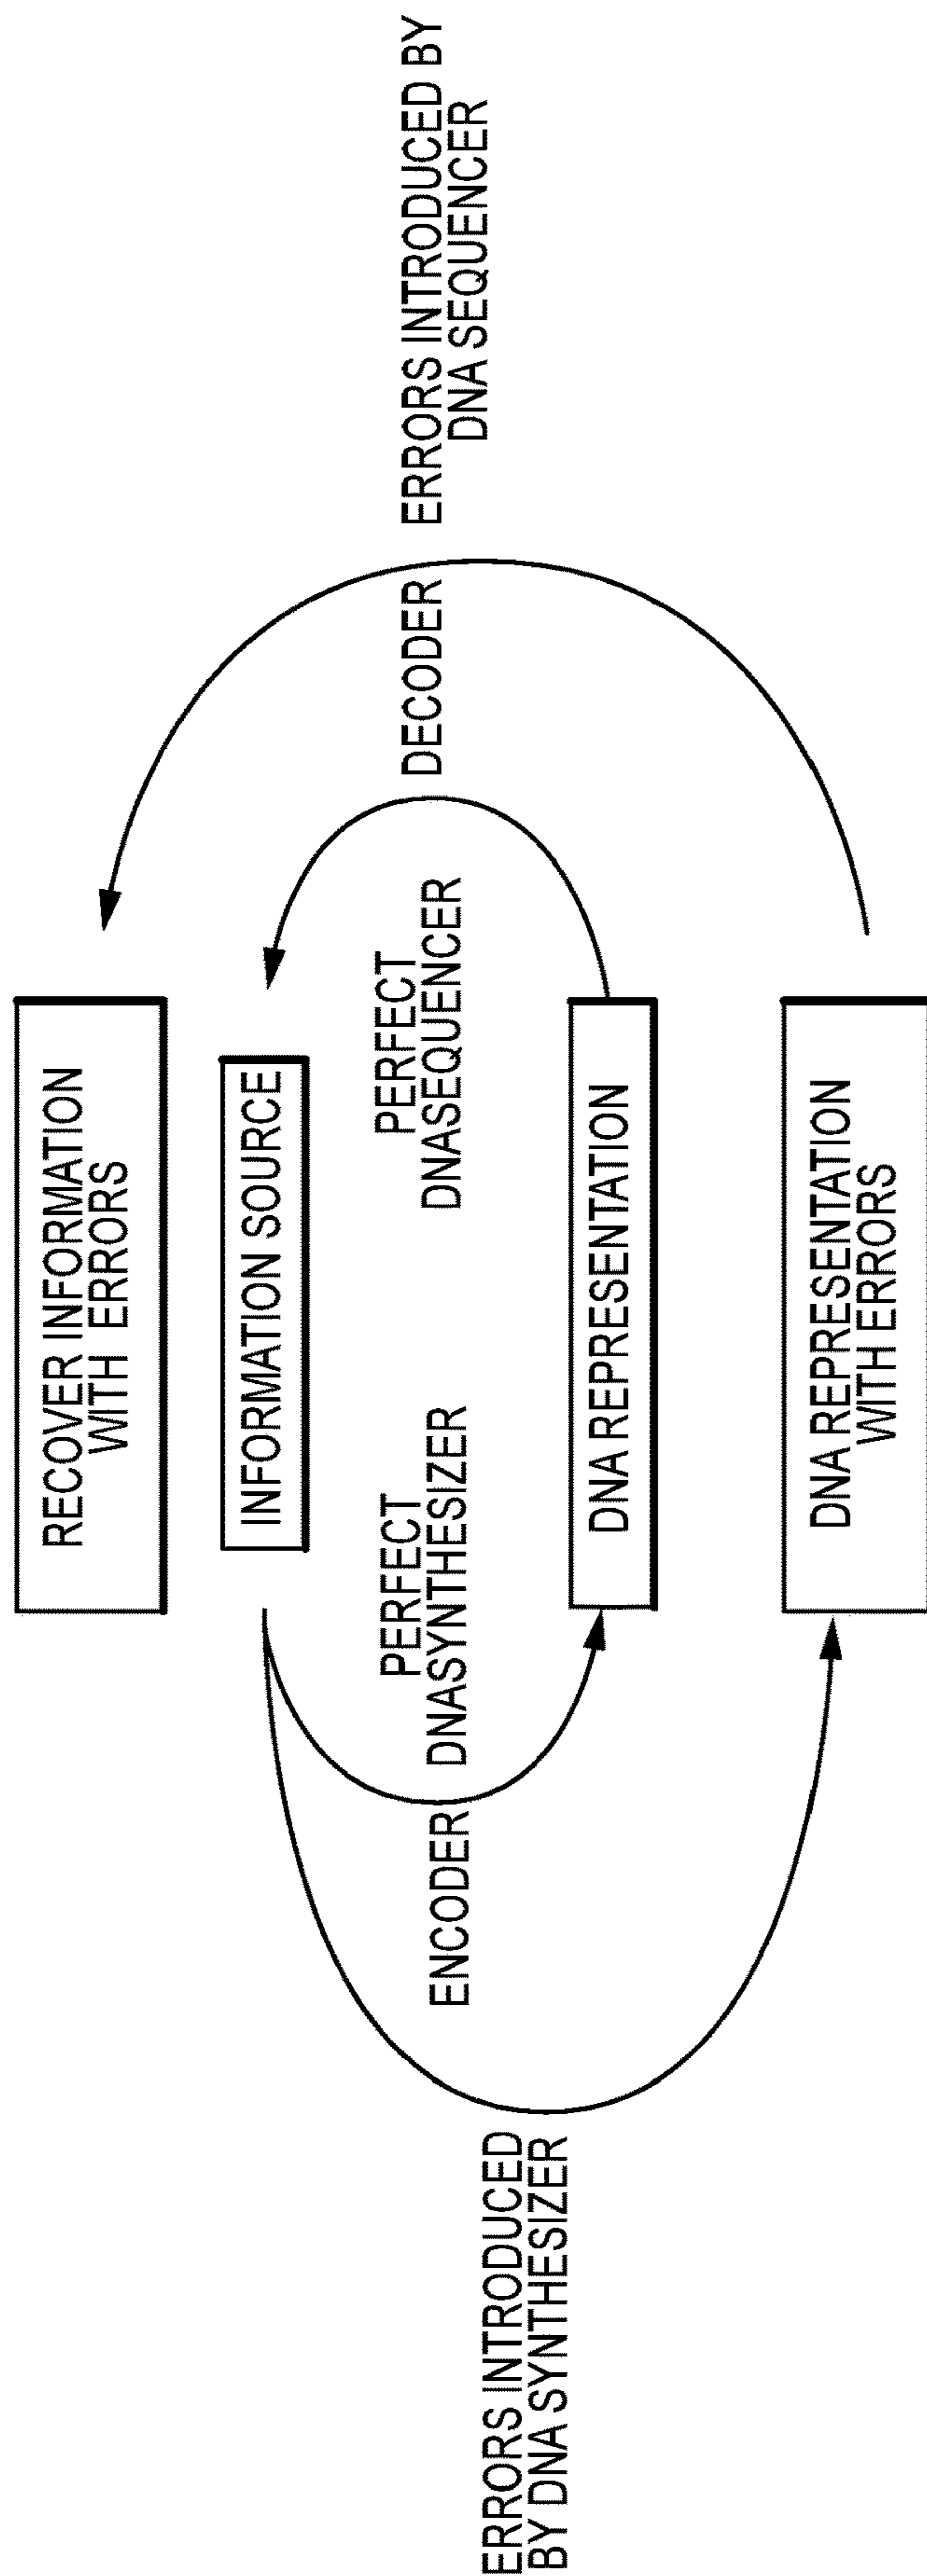 RECOVER INFORMATION
WITH ERRORS
INFORMATION SOURCE
ERRORS INTRODUCED
BY DNA SYNTHESIZER
ENCODER
PERFECT
DNASYNTHESIZER
PERFECT
DNASEQUENCER
DECODER
ERRORS INTRODUCED BY
DNA SEQUENCER
DNA REPRESENTATION
DNA REPRESENTATION
WITH ERRORS